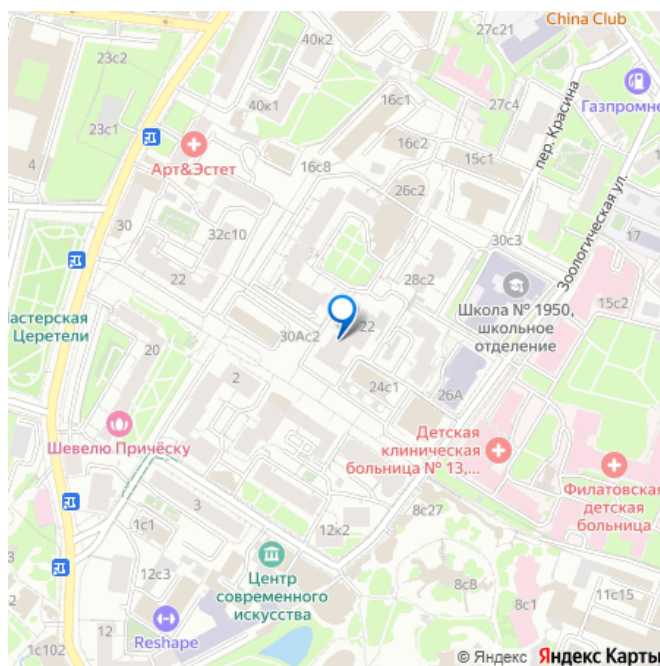 23с2
40к2
27с21
China Club
16с1
27с4
Газпромне
23с1
40к1
4
Арт&Эстет
16с2
15с1
пер. Красина
16с8
26с2
Зоологическая ул.
17
30
32с10
30с3
22
28с2
15с2
Школа № 1950,
школьное
отделение
Мастерская
Церетели
30Ас2
22
20
2
24с1
26А
Шевелю Причёску
Детская
клиническая
больница № 13,...
Филатовская
детская
больница
3
8с27
1с1
12к2
12с3
Центр
современного
искусства
8с8
11с15
8с1
12
Reshape
1с102
© Яндекс Яндекс Карты